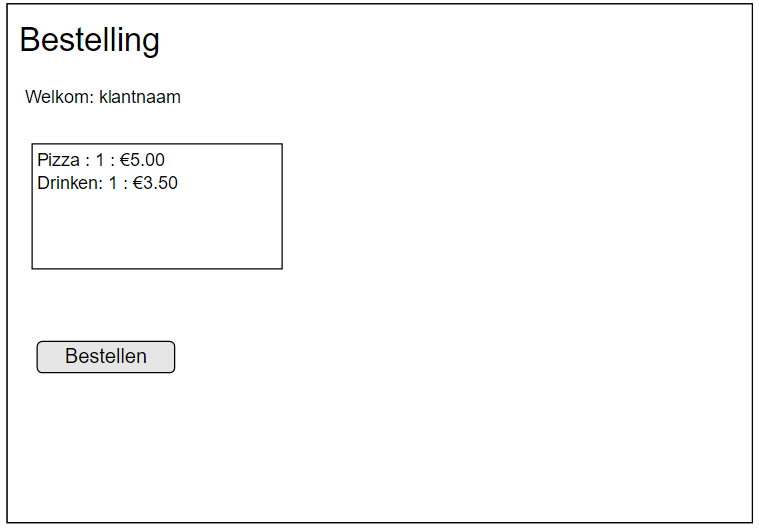 Bestelling
Welkom: klantnaam
Pizza : 1 : €5.00
Drinken: 1 : €3.50
Bestellen